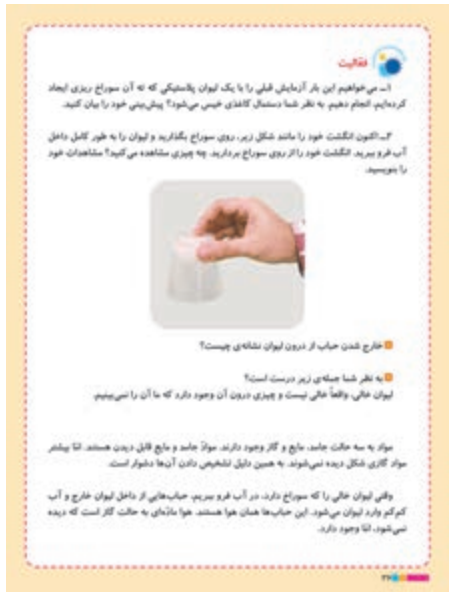 فعّالیت
۱ــ می‌خواهیم این بار آزمایش قبلی را با یک لیوان پلاستیکی که ته آن سوراخ ریزی ایجاد
کرده‌ایم، انجام دهیم. به نظر شما دستمال کاغذی خیس می‌شود؟ پیش‌بینی خود را بیان کنید.
۲ــ اکنون انگشت خود را مانند شکل زیر، روی سوراخ بگذارید و لیوان را به طور کامل داخل
آب فرو ببرید. انگشت خود را از روی سوراخ بردارید. چه چیزی مشاهده می‌کنید؟ مشاهدات خود
را بنویسید.
خارج شدن حباب از درون لیوان نشانه‌ی چیست؟
به نظر شما جمله‌ی زیر درست است؟
لیوان خالی، واقعاً خالی نیست و چیزی درون آن وجود دارد که ما آن را نمی‌بینیم.
مواد به سه حالت جامد، مایع و گاز وجود دارند. موادّ جامد و مایع قابل دیدن هستند. امّا بیشتر
مواد گازی شکل دیده نمی‌شوند. به همین دلیل تشخیص دادن آن‌ها دشوار است.
وقتی لیوان خالی را که سوراخ دارد، در آب فرو ببریم، حباب‌هایی از داخل لیوان خارج و آب
کم‌کم وارد لیوان می‌شود. این حباب‌ها همان هوا هستند. هوا مادّه‌ای به حالت گاز است که دیده
نمی‌شود، امّا وجود دارد.